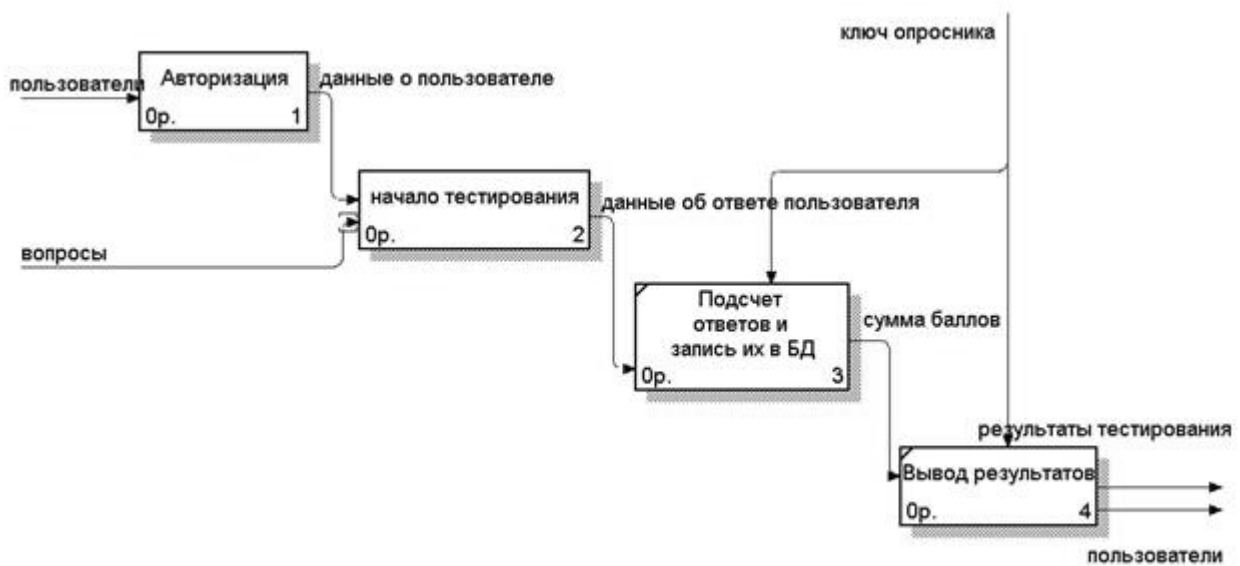 ключ опросника
пользователи
Авторизация
0р. 1
данные о пользователе
начало тестирования
0р. 2
данные об ответе пользователя
вопросы
Подсчет
ответов и
запись их в БД
0р. 3
сумма баллов
результаты тестирования
Вывод результатов
0р. 4
пользователи